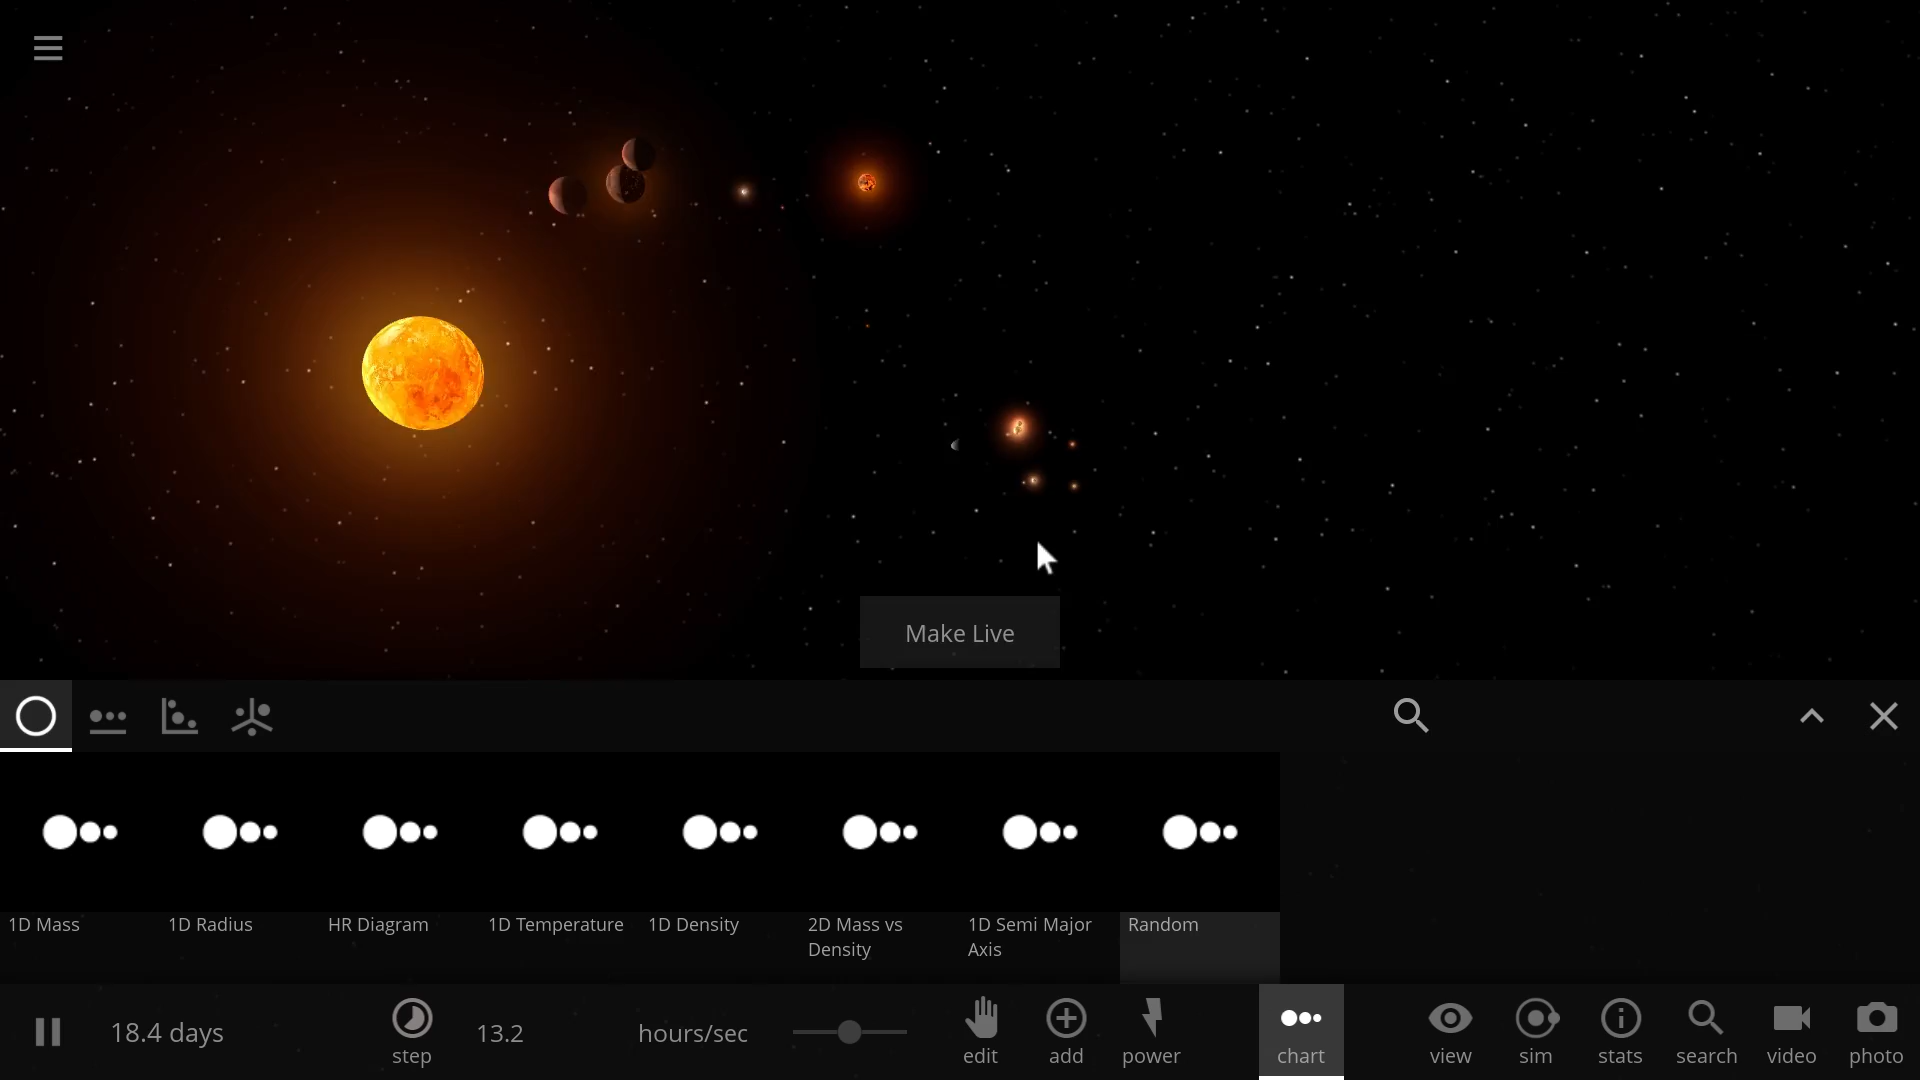 Make Live
1D Mass
1D Radius
HR Diagram
1D Temperature
1D Density
2D Mass vs
Density
1D Semi Major
Axis
Random
18.4 days
step
13.2
hours/sec
edit
add
power
chart
view
sim
stats
search
video
photo